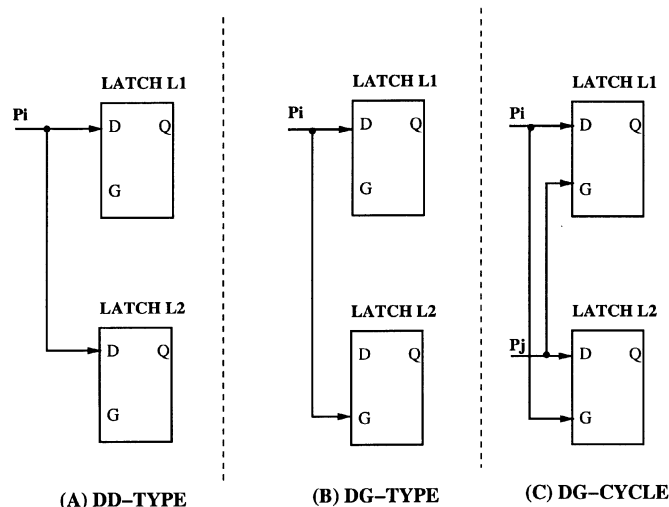 LATCH L1
Pi
D Q
G
LATCH L2
D Q
G
(A) DD-TYPE
LATCH L1
Pi
D Q
G
LATCH L2
D Q
G
(B) DG-TYPE
LATCH L1
Pi
D Q
G
LATCH L2
Pj
D Q
G
(C) DG-CYCLE